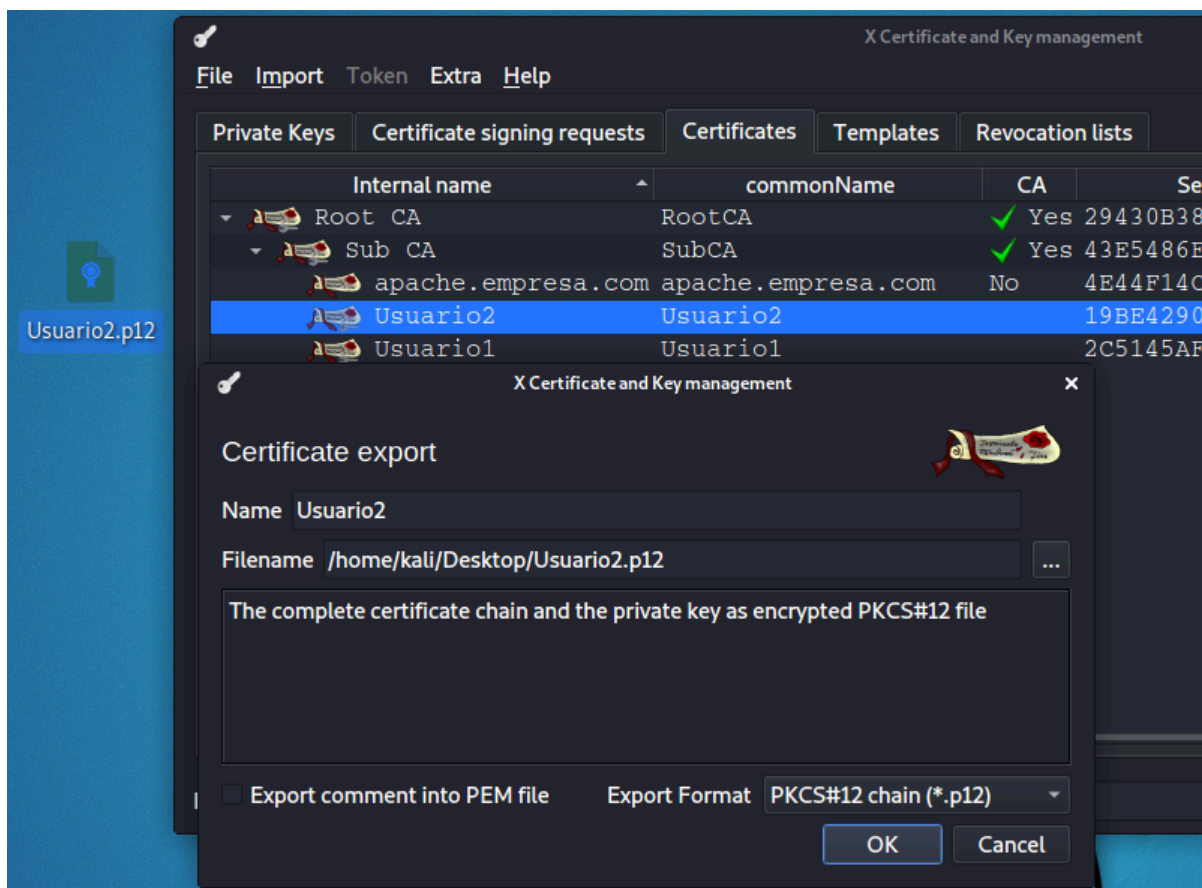 X Certificate and Key management
File Import Token Extra Help
Private Keys Certificate signing requests Certificates Templates Revocation lists
Internal name commonName CA Se
Root CA RootCA Yes 29430B38
Sub CA SubCA Yes 43E5486E
apache.empresa.com apache.empresa.com No 4E44F14C
Usuario2 Usuario2 19BE4290
Usuario1 Usuario1 2C5145AF
Usuario2.p12
X Certificate and Key management
Certificate export
Name Usuario2
Filename /home/kali/Desktop/Usuario2.p12 ...
The complete certificate chain and the private key as encrypted PKCS#12 file
Export comment into PEM file Export Format PKCS#12 chain (*.p12)
OK Cancel